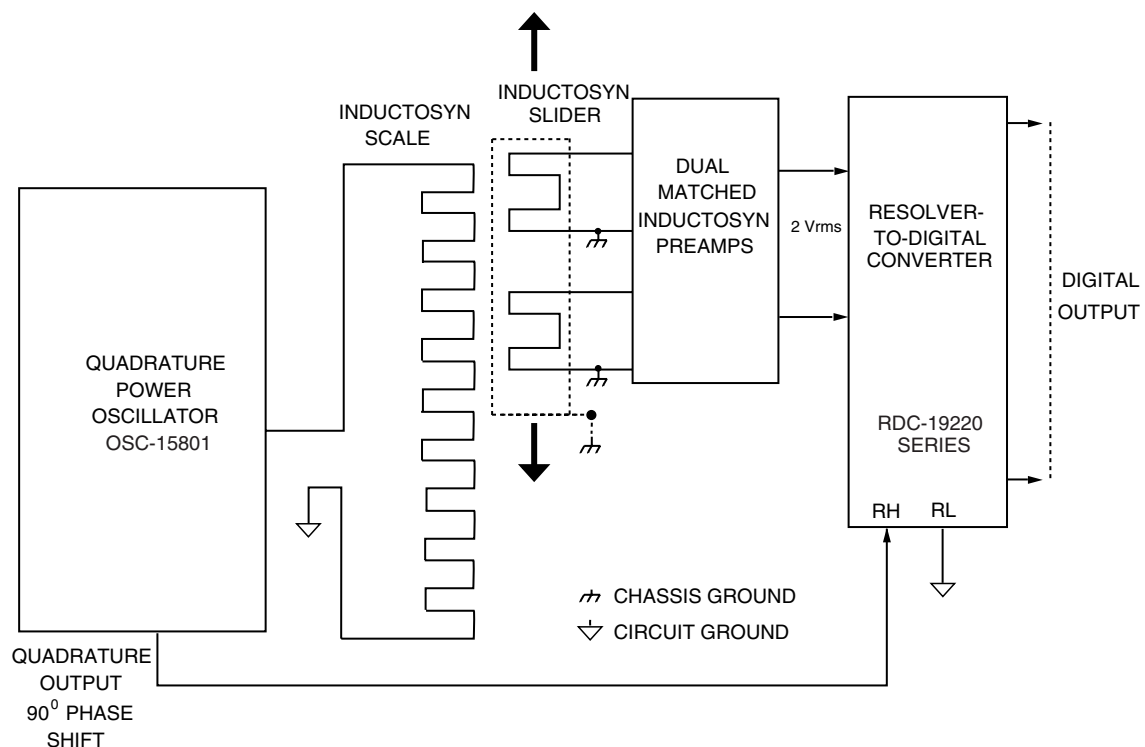 INDUCTOSYN
SCALE
INDUCTOSYN
SLIDER
DUAL
MATCHED
INDUCTOSYN
PREAMPS
2 Vrms
RESOLVER-
TO-DIGITAL
CONVERTER
RDC-19220
SERIES
RH RL
DIGITAL
OUTPUT
QUADRATURE
POWER
OSCILLATOR
OSC-15801
CHASSIS GROUND
CIRCUIT GROUND
QUADRATURE
OUTPUT
90⁰ PHASE
SHIFT